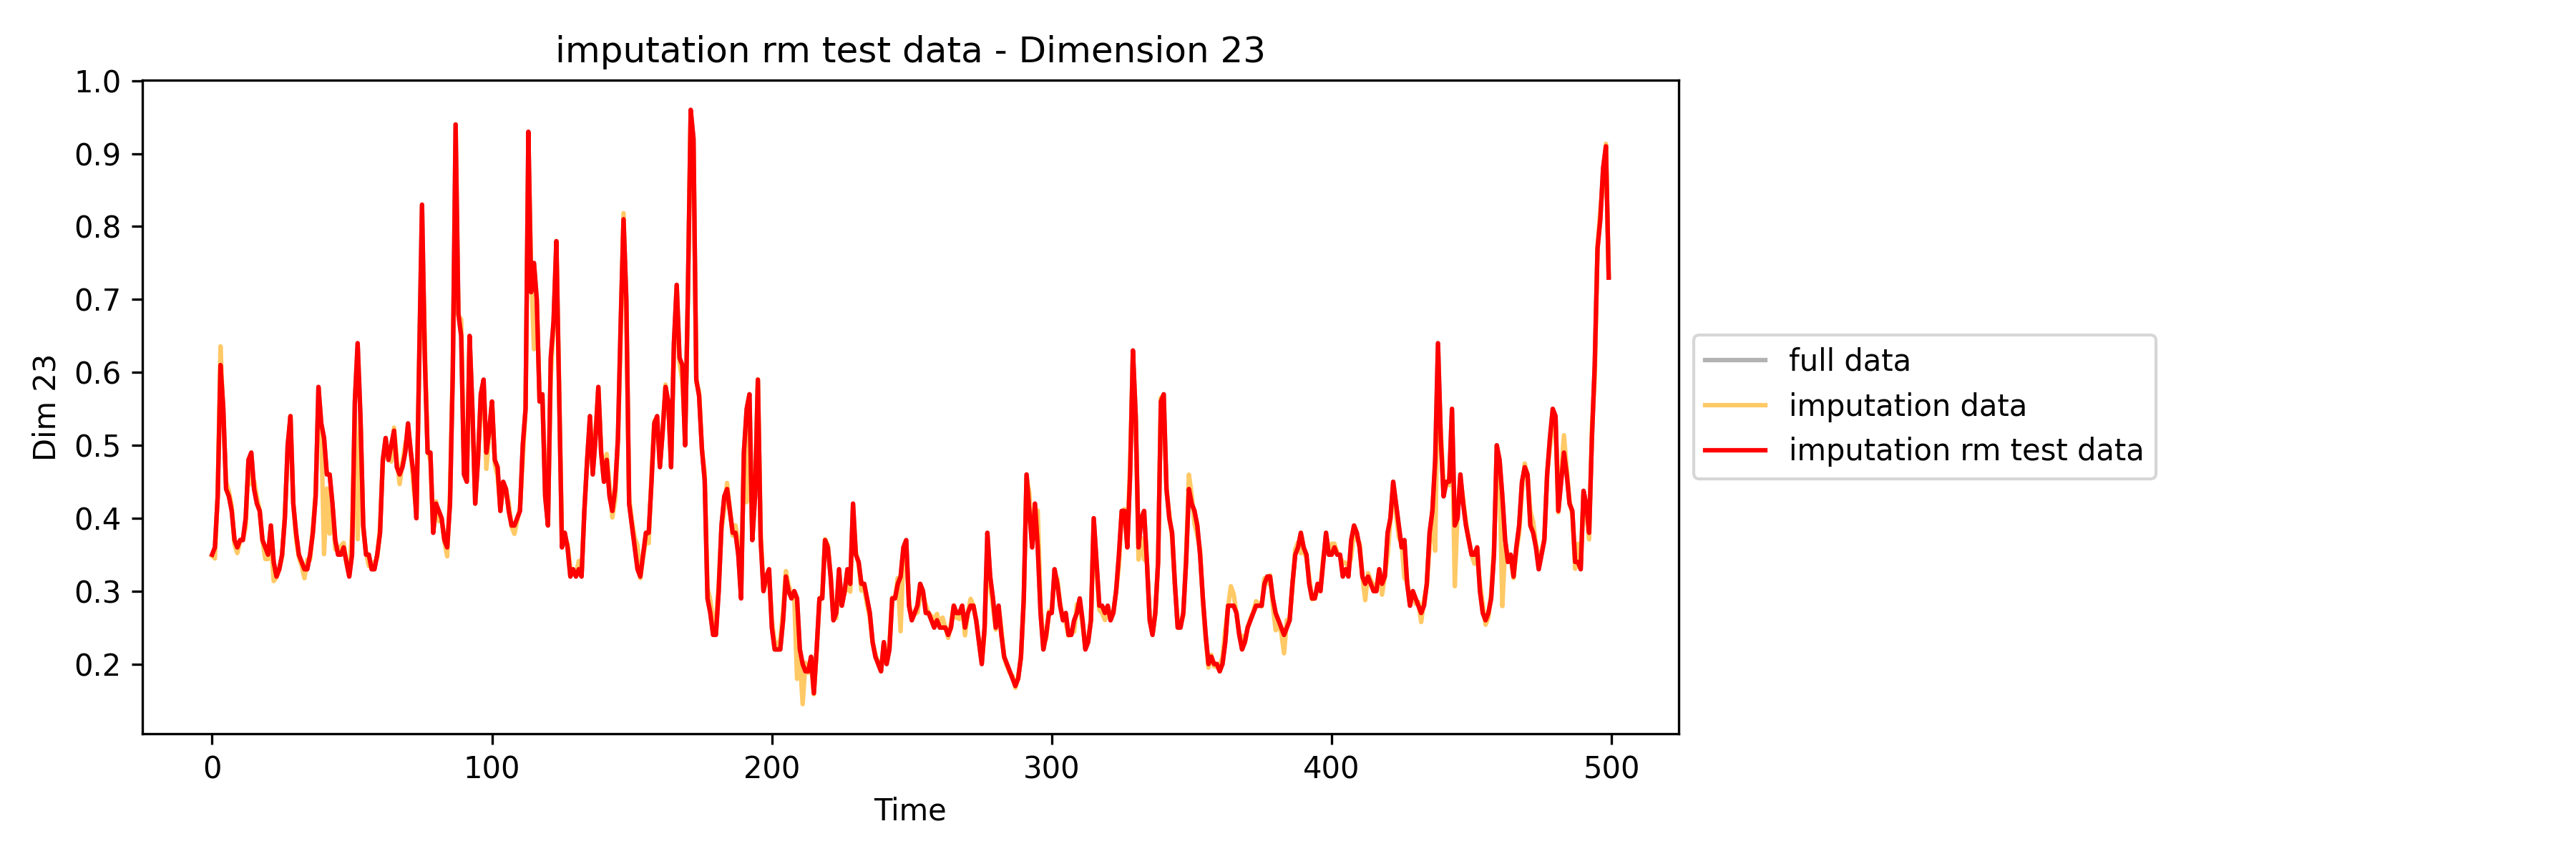 imputation rm test data - Dimension 23
1.0
0.9
0.8
0.7
0.6
0.5
0.4
0.3
0.2
Dim 23
0 100 200 300 400 500
Time
full data
imputation data
imputation rm test data